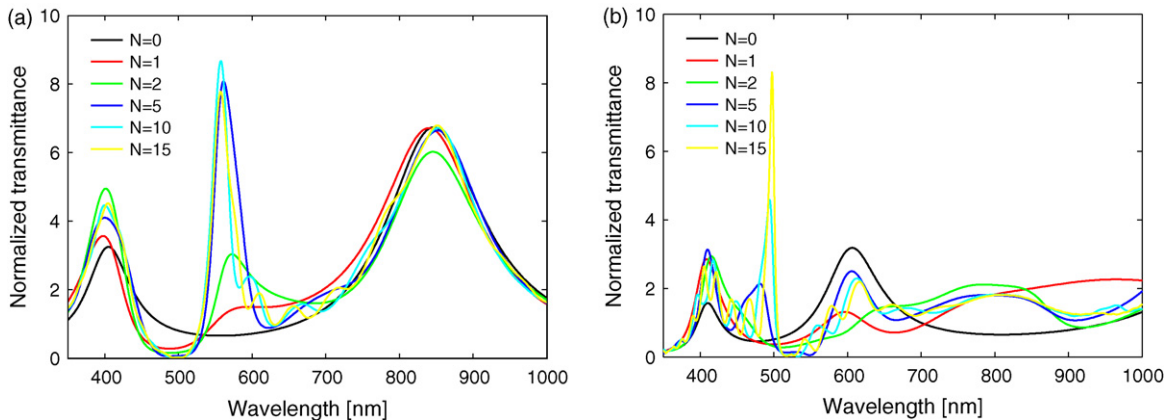 (a)
10
8
6
4
2
0
Normalized transmittance
N=0
N=1
N=2
N=5
N=10
N=15
400 500 600 700 800 900 1000
Wavelength [nm]
(b)
10
8
6
4
2
0
Normalized transmittance
N=0
N=1
N=2
N=5
N=10
N=15
400 500 600 700 800 900 1000
Wavelength [nm]